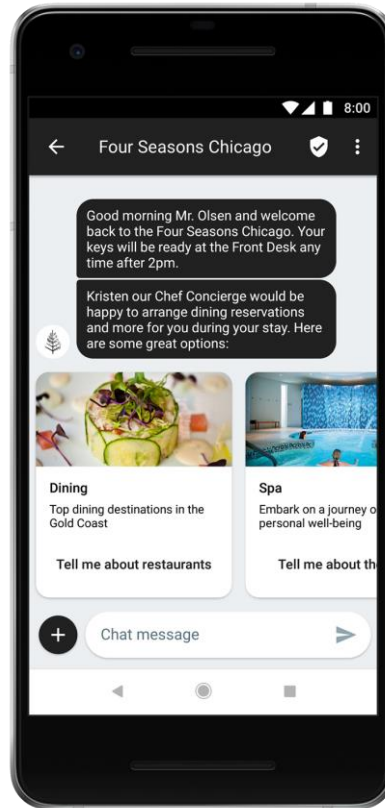 8:00
Four Seasons Chicago
Good morning Mr. Olsen and welcome
back to the Four Seasons Chicago. Your
keys will be ready at the Front Desk any
time after 2pm.
Kristen our Chef Concierge would be
happy to arrange dining reservations
and more for you during your stay. Here
are some great options:
Dining
Top dining destinations in the
Gold Coast
Tell me about restaurants
Spa
Embark on a journey o
personal well-being
Tell me about the
Chat message